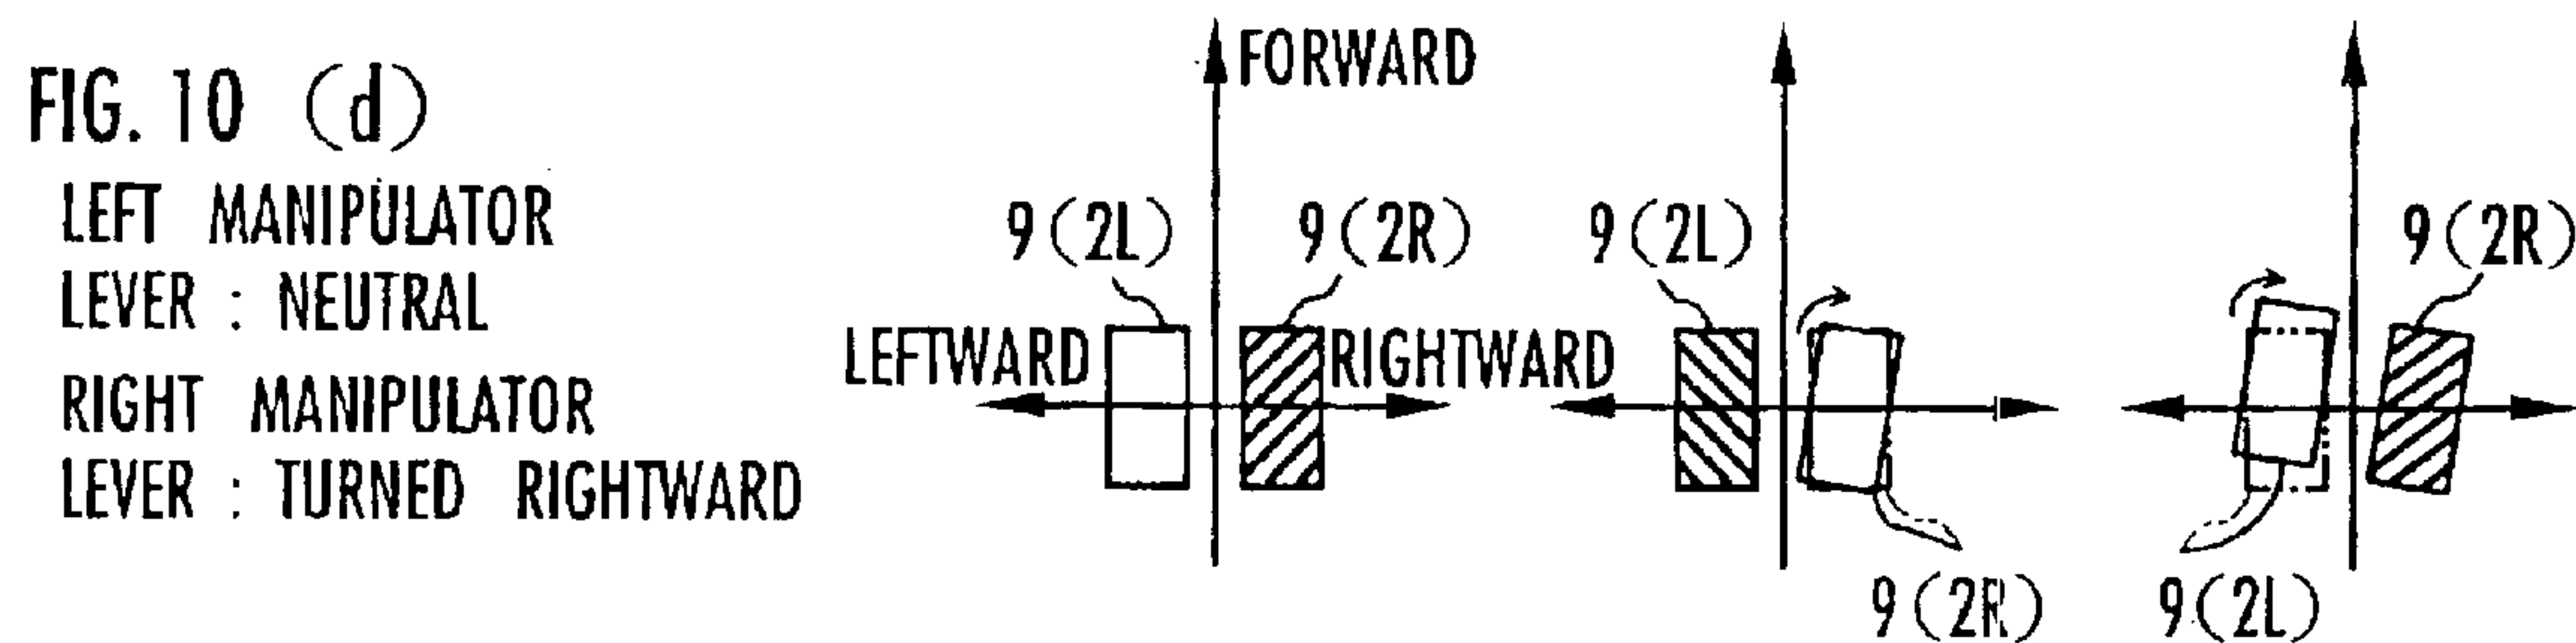 FIG. 10 (d)
LEFT MANIPULATOR
LEVER : NEUTRAL
RIGHT MANIPULATOR
LEVER : TURNED RIGHTWARD
FORWARD
9(2L)
9(2R)
LEFTWARD
RIGHTWARD
9(2L)
9(2R)
9(2R)
9(2L)